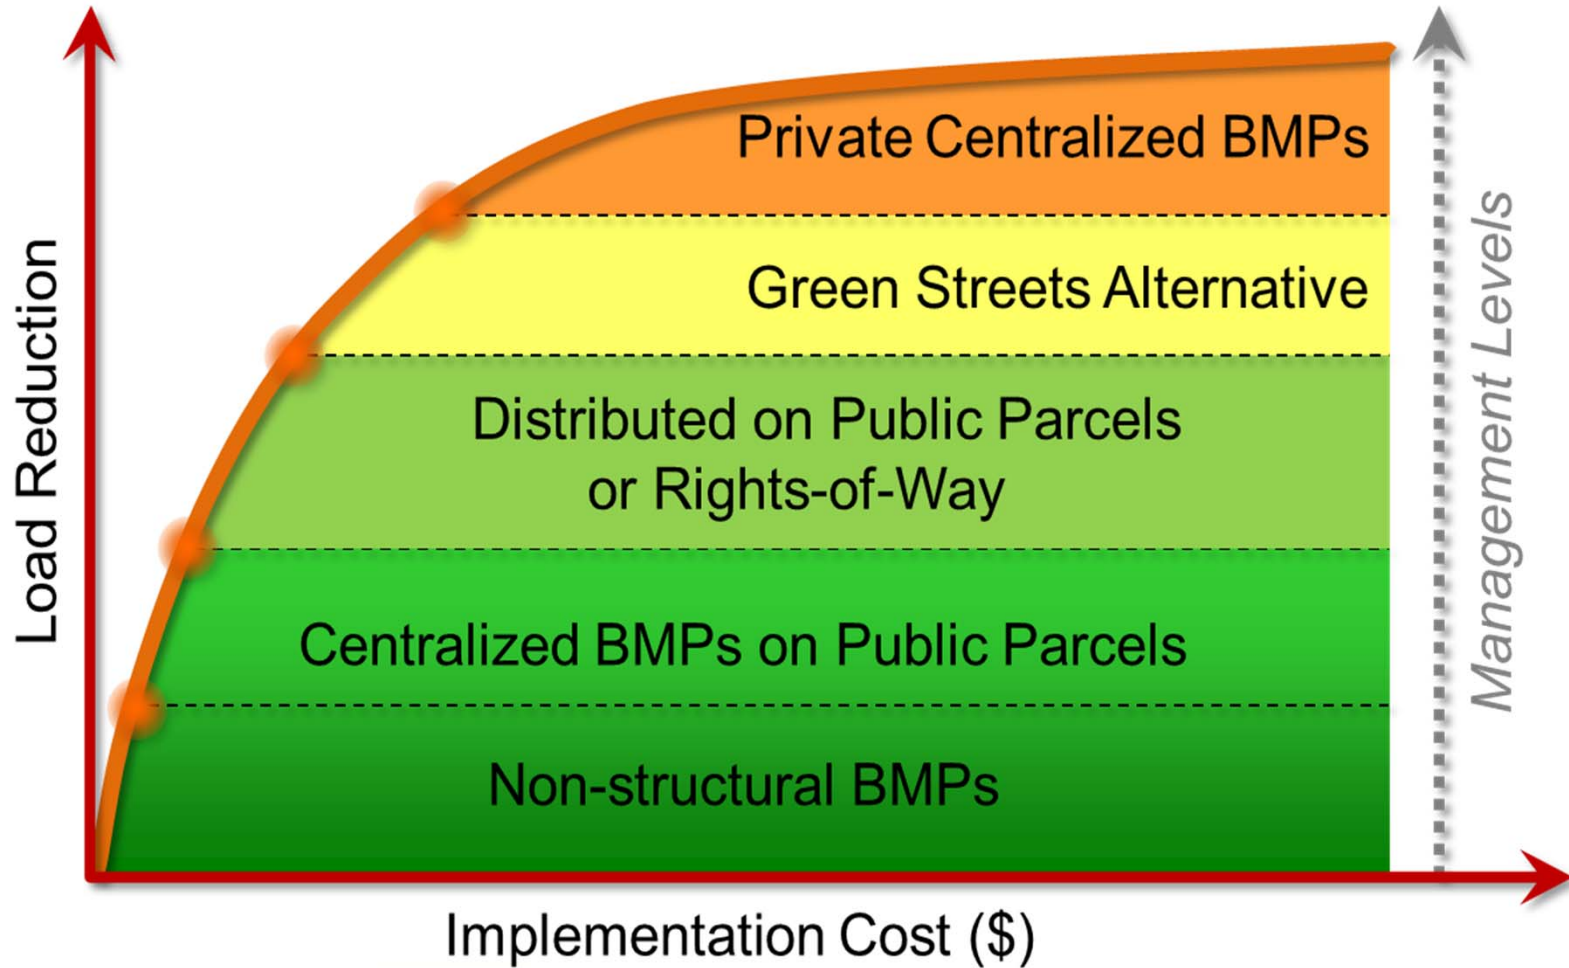 Load Reduction
Private Centralized BMPs
Green Streets Alternative
Distributed on Public Parcels
or Rights-of-Way
Centralized BMPs on Public Parcels
Non-structural BMPs
Management Levels
Implementation Cost ($)